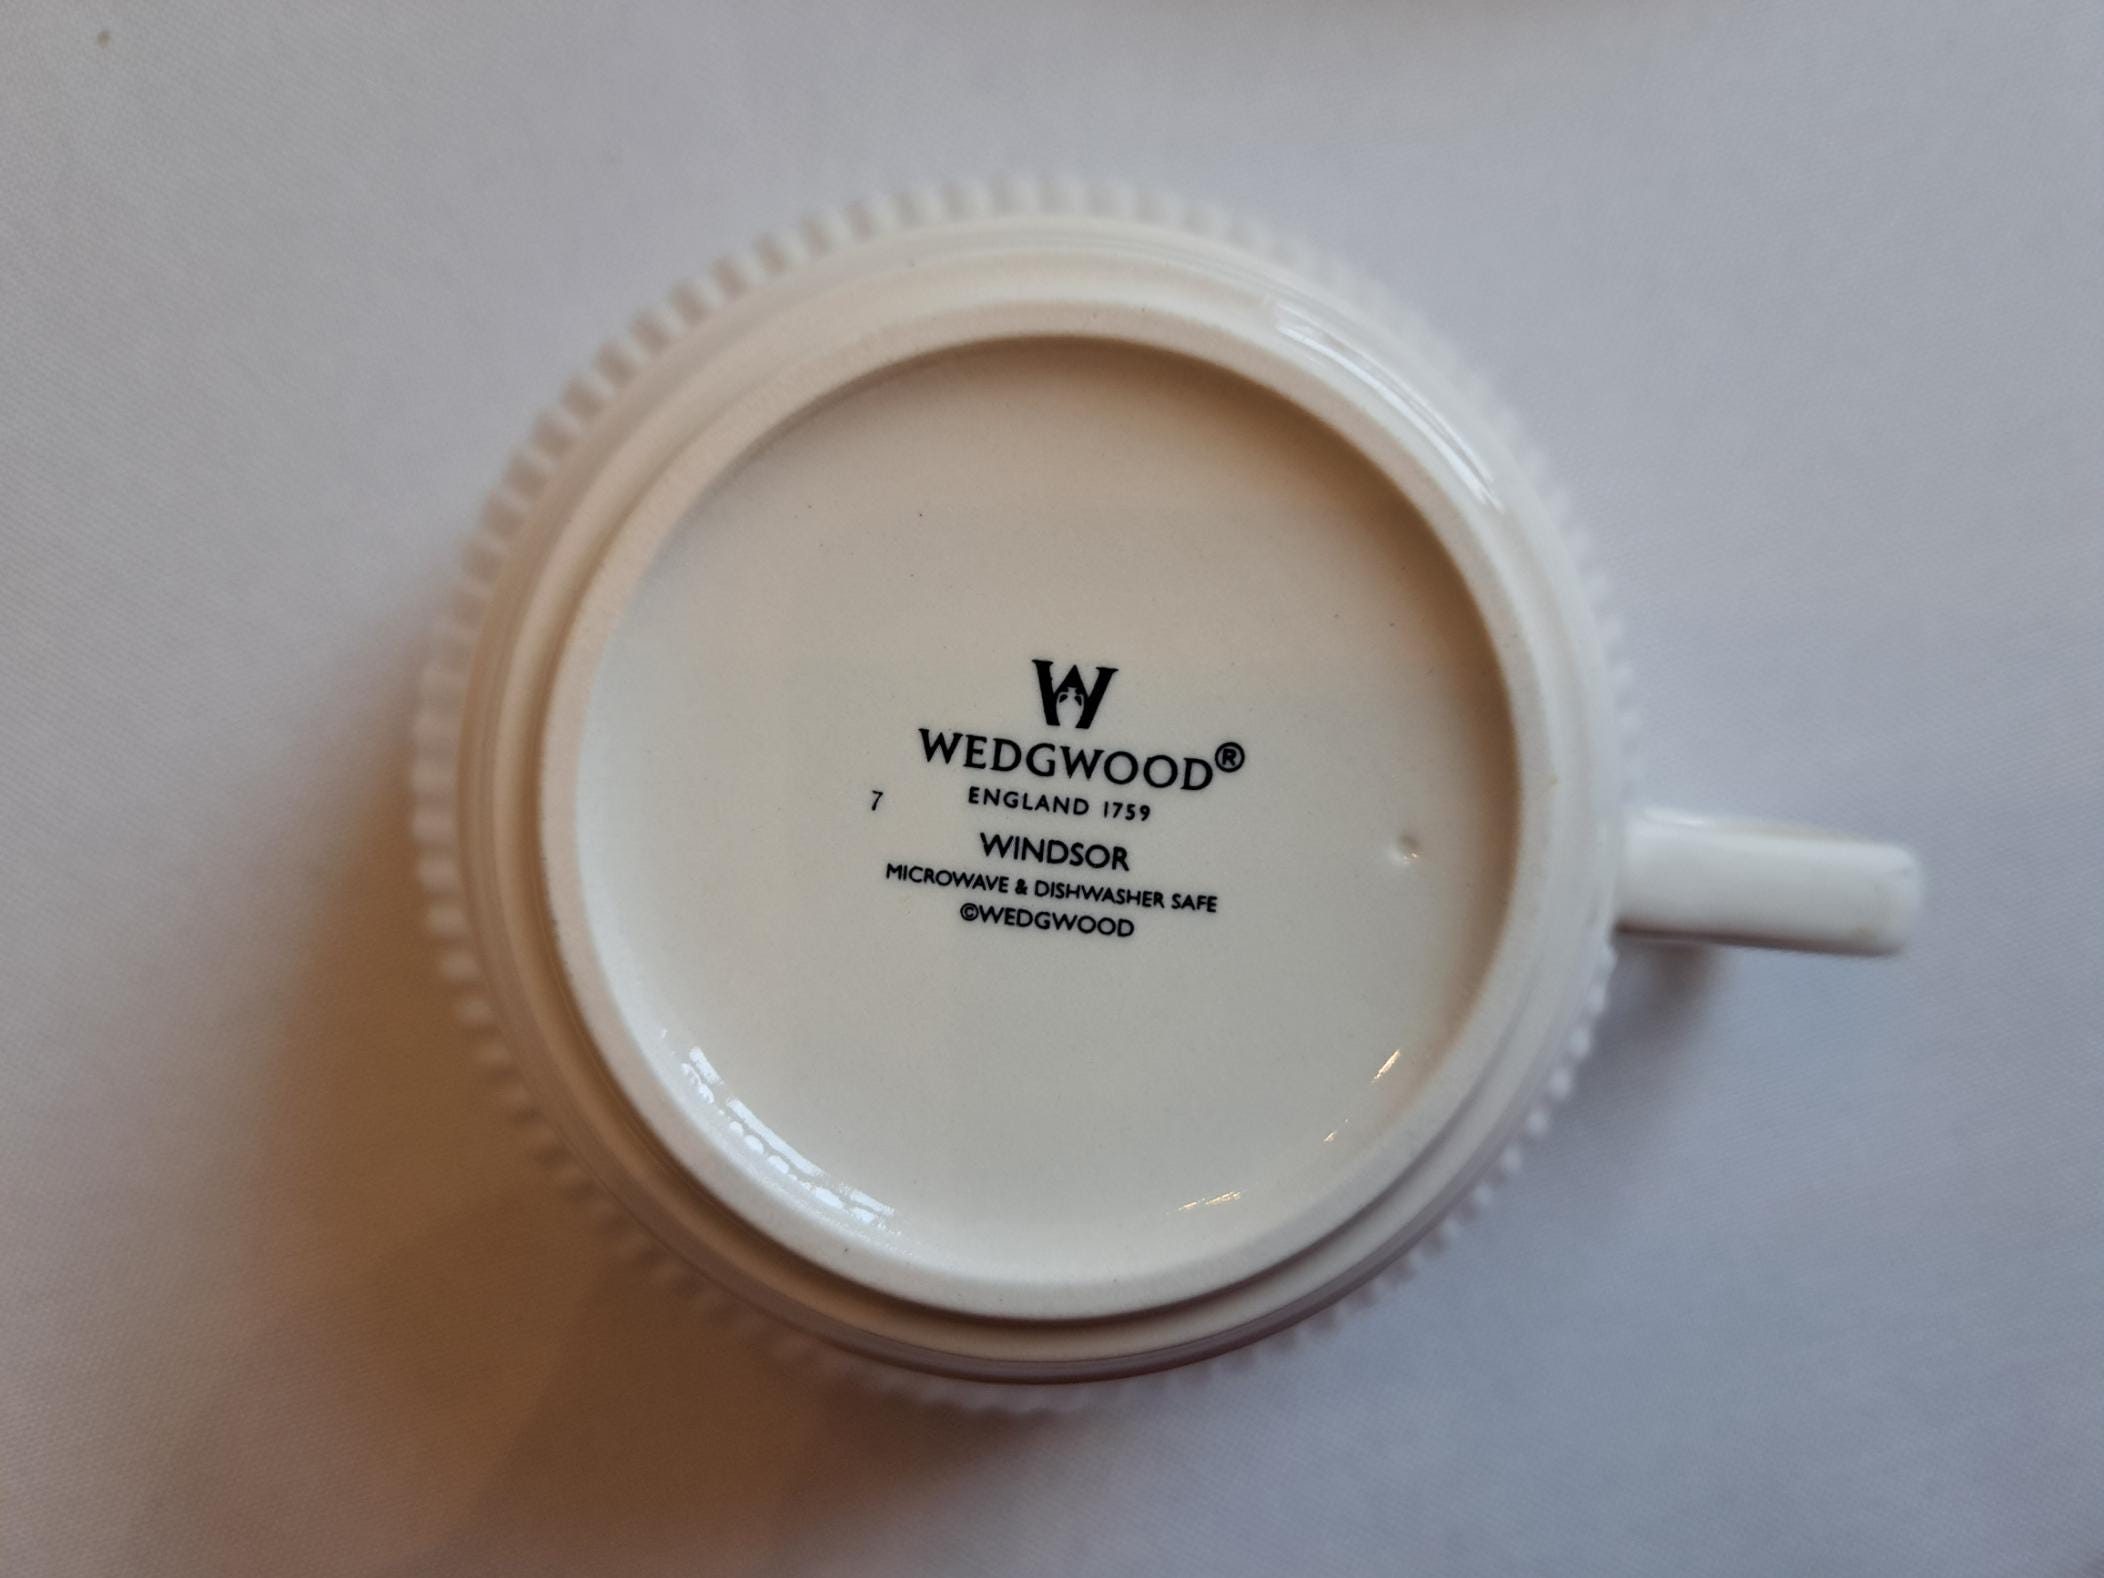 W
WEDGWOOD®
ENGLAND 1759
7
WINDSOR
MICROWAVE & DISHWASHER SAFE
©WEDGWOOD